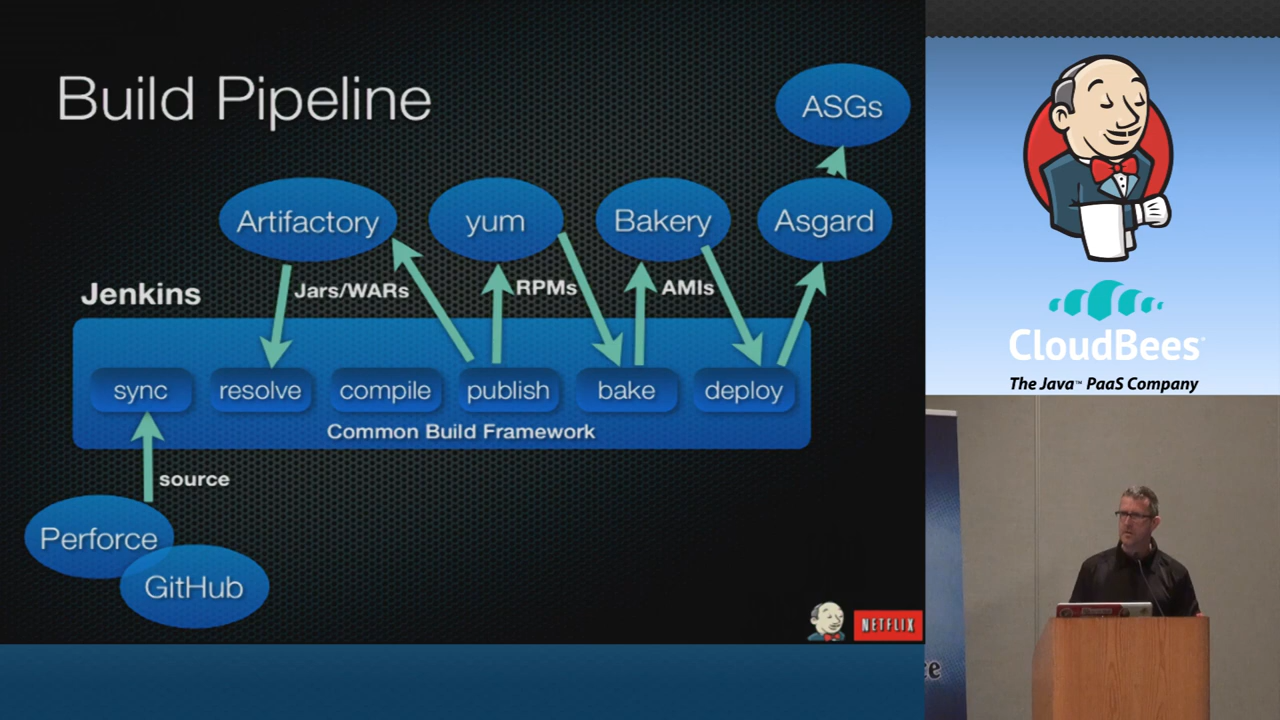 Build Pipeline
ASGs
Artifactory
yum
Bakery
Asgard
Jars/WARs
RPMs
AMIs
Jenkins
sync
resolve
compile
publish
bake
deploy
Common Build Framework
source
Perforce
GitHub
NETFLIX
CloudBees
The Java™ PaaS Company